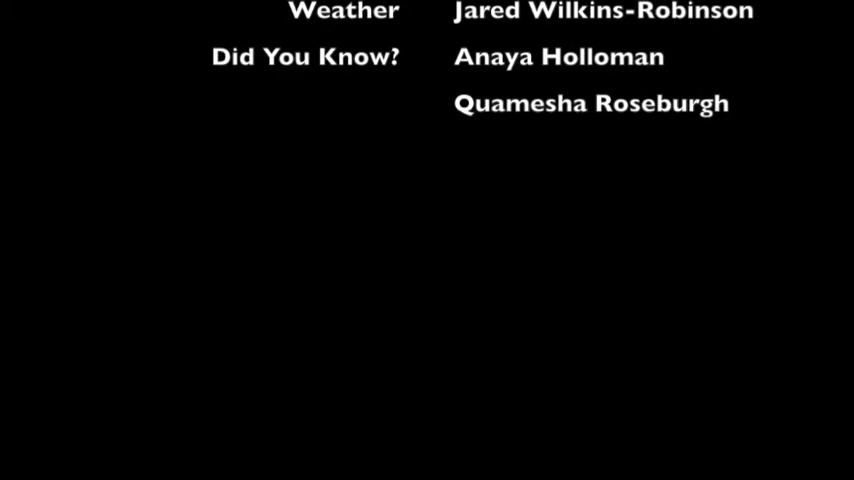 Weather Jared Wilkins-Robinson
Did You Know? Anaya Holloman
Quamesha Roseburgh